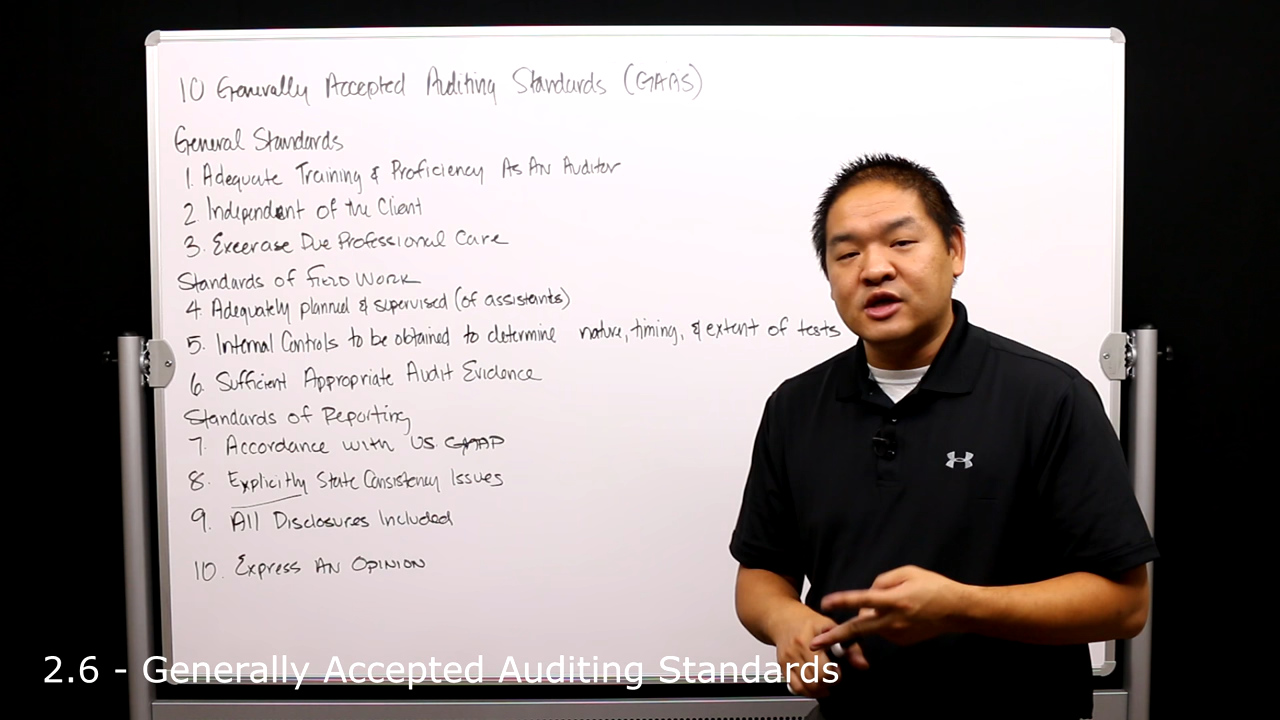 10 Generally Accepted Auditing Standards (GAAS)
General Standards
1. Adequate Training & Proficiency As An Auditor
2 Independent of the Client
3. Excerase Due Professional Care
Standards of Field Work
4. Adequately planned & supervised (of assistants)
5. Internal Controls to be obtained to determine nature, timing, & extent of tests
6. Sufficient Appropriate Audit Evidence
Standards of Reporting
7. Accordance with US GAAP
8. Explicitly State Consistency Issues
9. All Disclosures Included
10. Express An Opinion
2.6 - Generally Accepted Auditing Standards